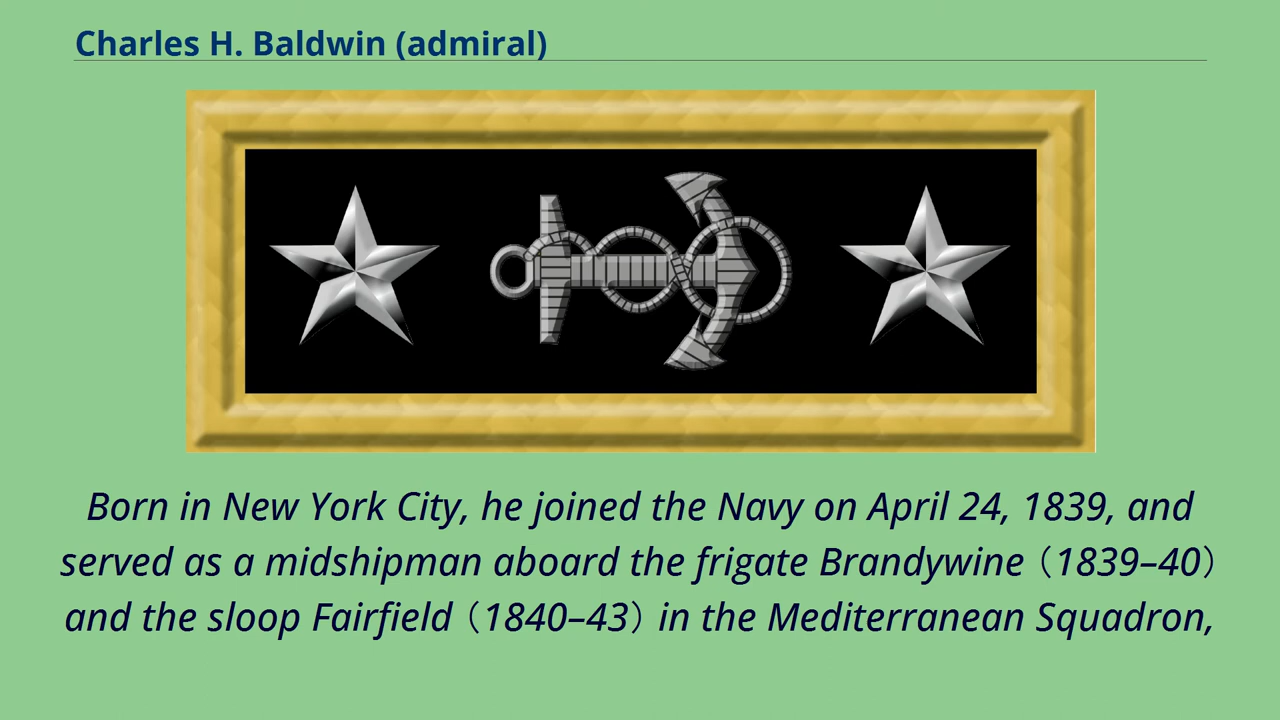 Charles H. Baldwin (admiral)
Born in New York City, he joined the Navy on April 24, 1839, and
served as a midshipman aboard the frigate Brandywine（1839–40）
and the sloop Fairfield（1840–43）in the Mediterranean Squadron,